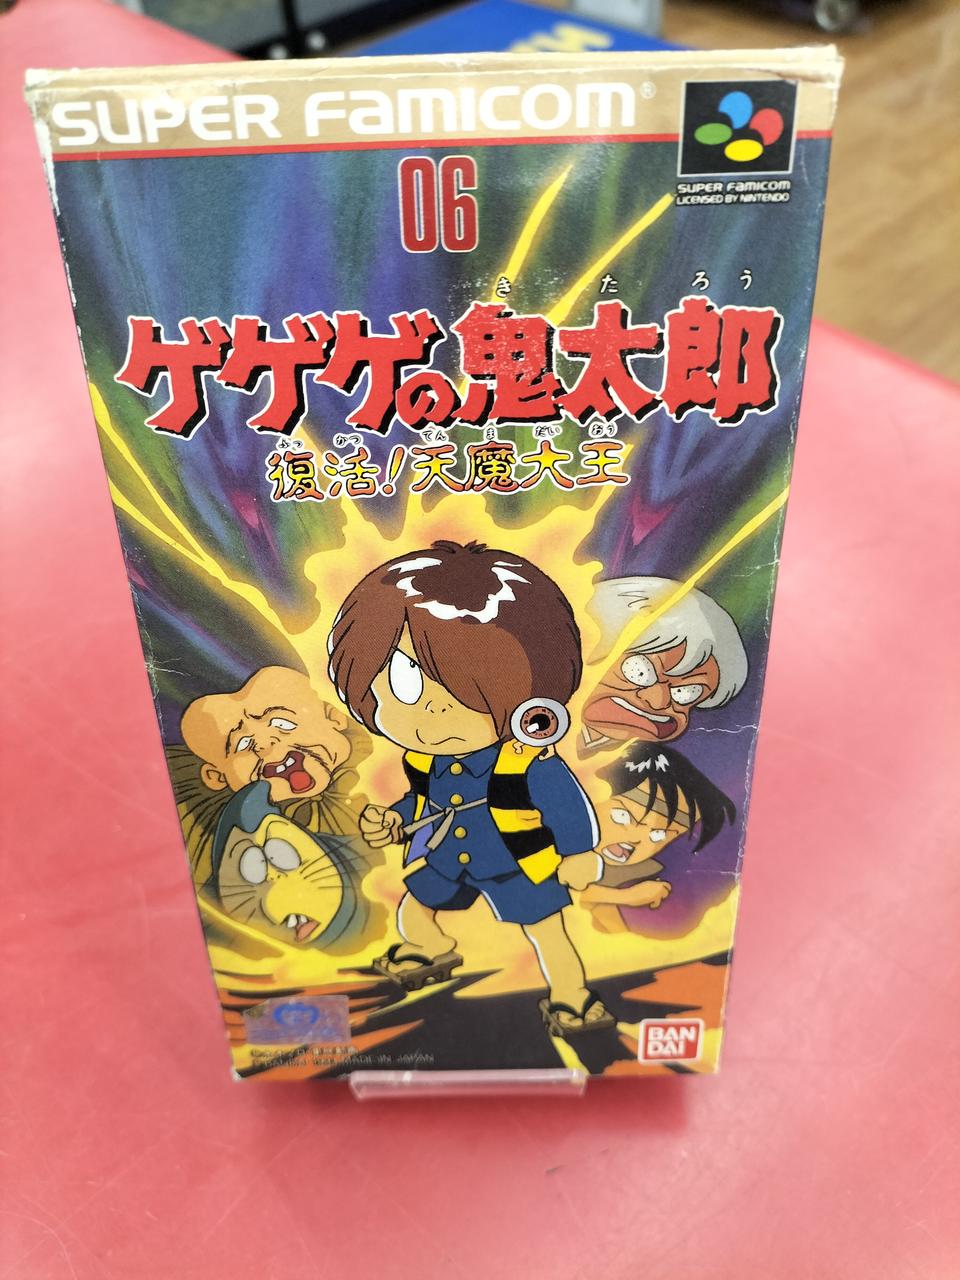 SUPER FAMICOM®
SUPER FAMICOM
LICENSED BY NINTENDO
06
きたろう
ゲゲゲの鬼太郎
ふっかつ てんまだいおう
復活!天魔大王
BAN
DAI
MADE IN JAPAN